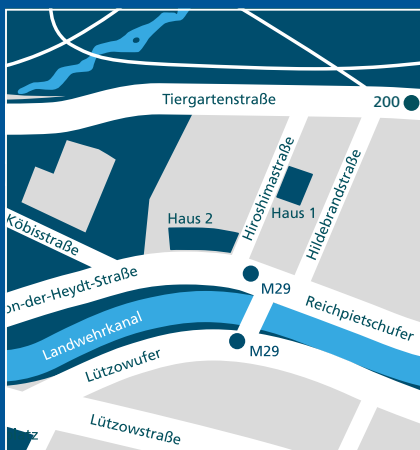 Tiergartenstraße
200
Hiroshimastraße
Hildebrandstraße
Haus 1
Haus 2
Köbisstraße
on-der-Heydt-Straße
M29
Reichpietschufer
Landwehrkanal
M29
Lützowufer
Lützowstraße